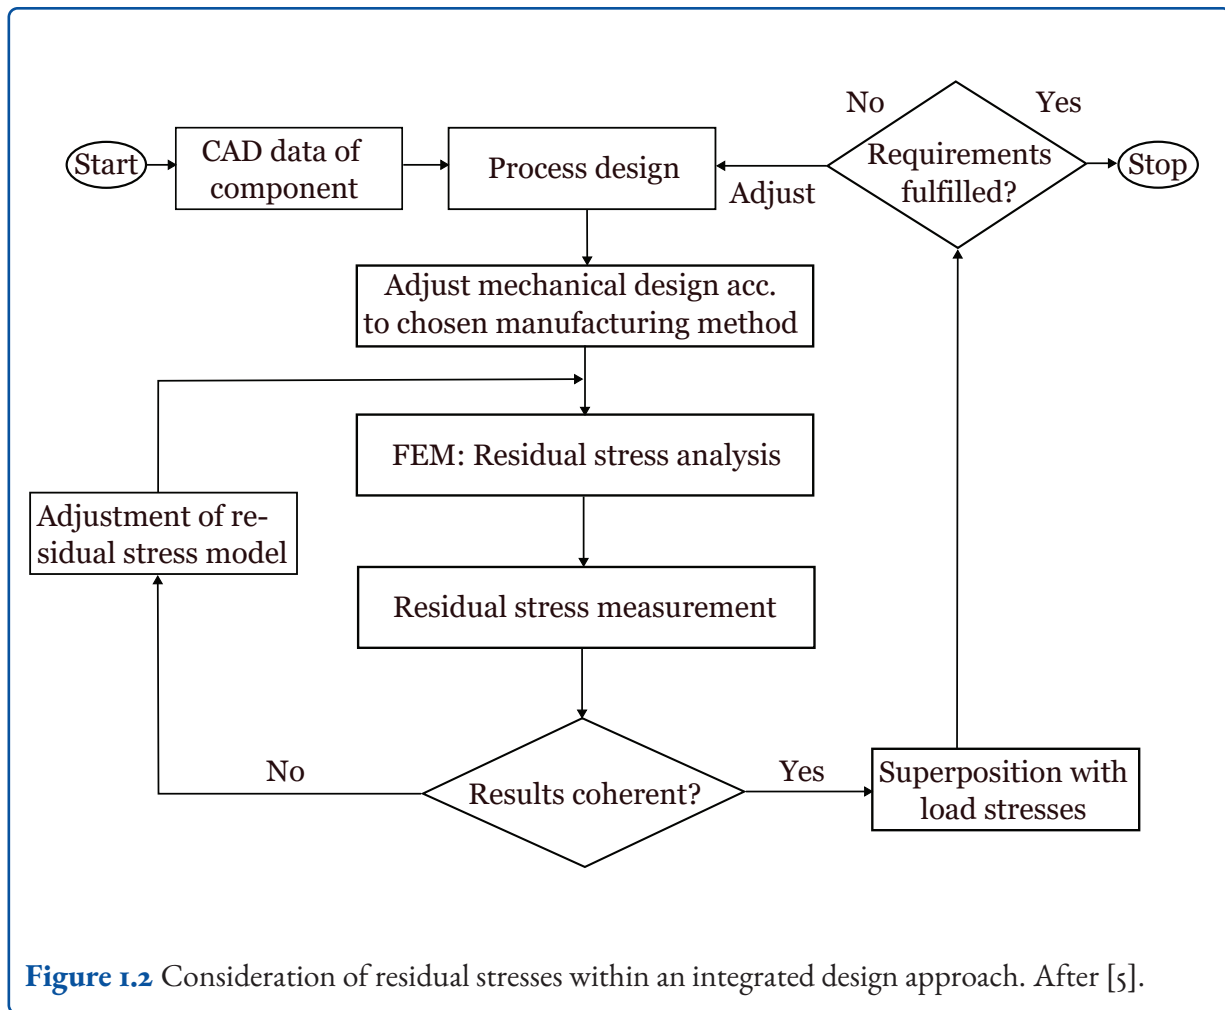 No
Yes
Start
CAD data of
component
Process design
Adjust
Requirements
fulfilled?
Stop
Adjust mechanical design acc.
to chosen manufacturing method
FEM: Residual stress analysis
Adjustment of re-
sidual stress model
Residual stress measurement
No
Results coherent?
Yes
Superposition with
load stresses
Figure 1.2 Consideration of residual stresses within an integrated design approach. After [5].